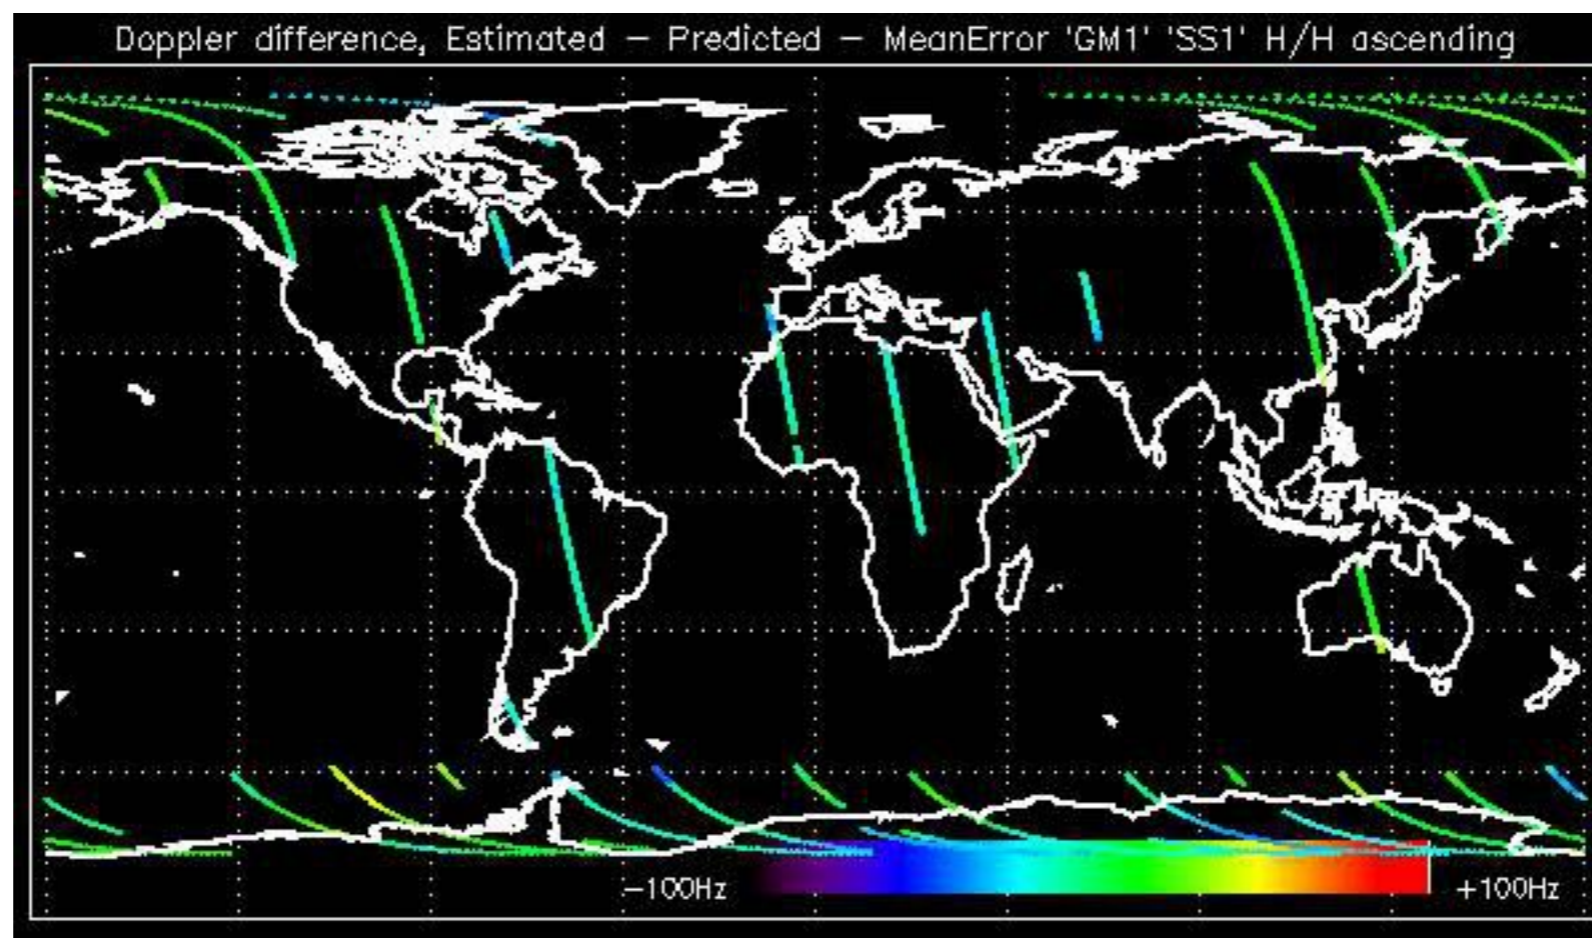 Doppler difference, Estimated – Predicted – MeanError 'GM1' 'SS1' H/H ascending
–100Hz
+100Hz